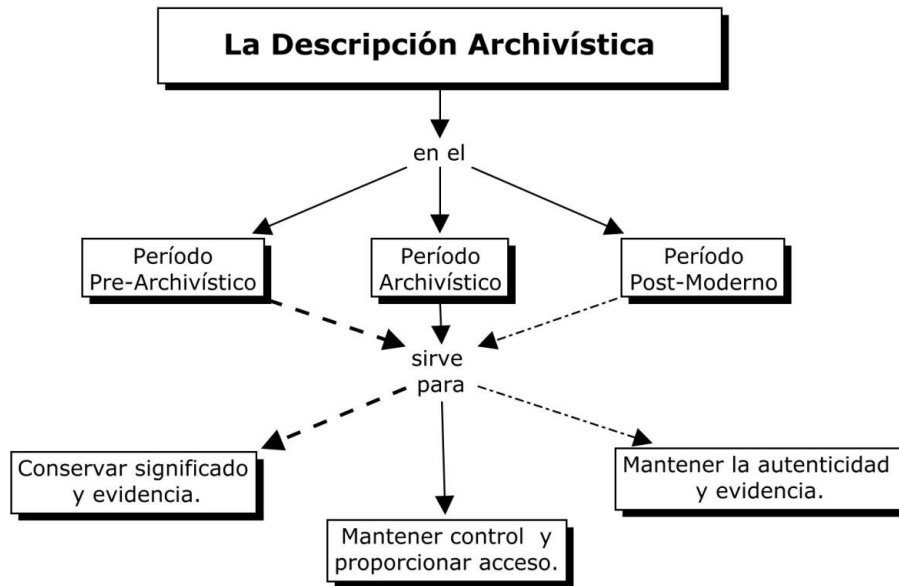 La Descripción Archivística
en el
Período
Pre-Archivístico
Período
Archivístico
Período
Post-Moderno
sirve
para
Conservar significado
y evidencia.
Mantener control y
proporcionar acceso.
Mantener la autenticidad
y evidencia.